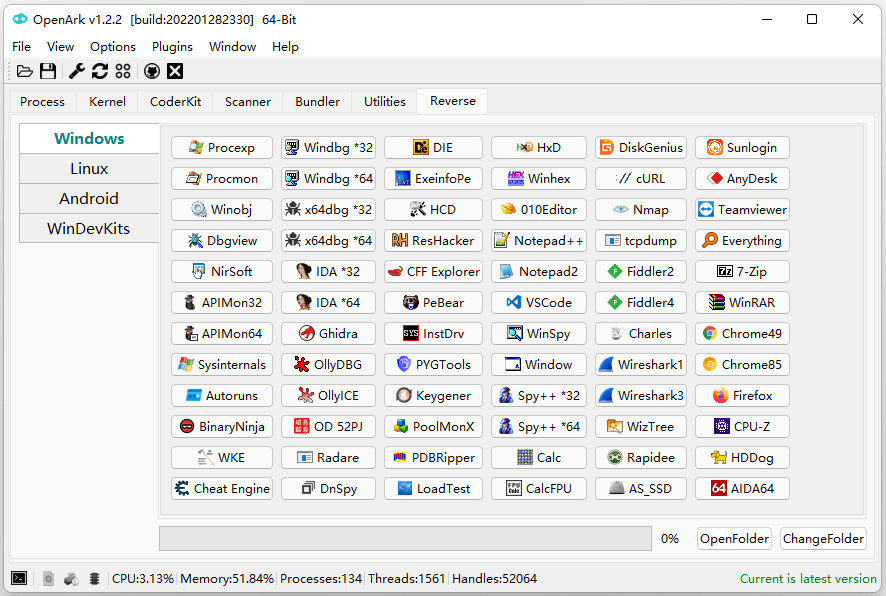 OpenArk v1.2.2 [build:202201282330] 64-Bit
File View Options Plugins Window Help
Process Kernel CoderKit Scanner Bundler Utilities Reverse
Windows
Linux
Android
WinDevKits
Procexp Windbg *32 DIE HxD DiskGenius Sunlogin
Procmon Windbg *64 ExeinfoPe Winhex cURL AnyDesk
Winobj x64dbg *32 HCD 010Editor Nmap Teamviewer
Dbgview x64dbg *64 ResHacker Notepad++ tcpdump Everything
NirSoft IDA *32 CFF Explorer Notepad2 Fiddler2 7-Zip
APIMon32 IDA *64 PeBear VSCode Fiddler4 WinRAR
APIMon64 Ghidra InstDrv WinSpy Charles Chrome49
Sysinternals OllyDBG PYGTools Window Wireshark1 Chrome85
Autoruns OllyICE Keygener Spy++ *32 Wireshark3 Firefox
BinaryNinja OD 52PJ PoolMonX Spy++ *64 WizTree CPU-Z
WKE Radare PDBRipper Calc Rapidee HDDog
Cheat Engine DnSpy LoadTest CalcFPU AS_SSD AIDA64
0% OpenFolder ChangeFolder
CPU:3.13% Memory:51.84% Processes:134 Threads:1561 Handles:52064 Current is latest version